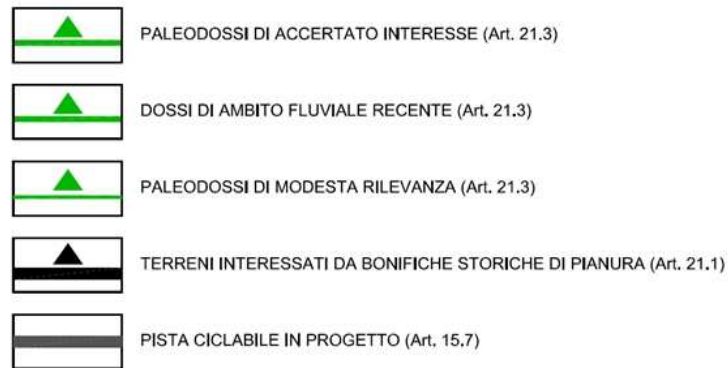 PALEODOSSI DI ACCERTATO INTERESSE (Art. 21.3)
DOSSI DI AMBITO FLUVIALE RECENTE (Art. 21.3)
PALEODOSSI DI MODESTA RILEVANZA (Art. 21.3)
TERRENI INTERESSATI DA BONIFICHE STORICHE DI PIANURA (Art. 21.1)
PISTA CICLABILE IN PROGETTO (Art. 15.7)